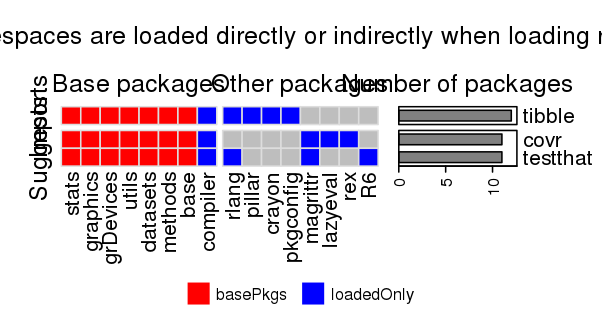 espaces are loaded directly or indirectly when loading
Base packages Other packages Number of packages
Imports
Suggests
tibble
covr
testthat
0 5 10
stats graphics grDevices utils datasets methods base compiler rlang pillar crayon pkgconfig magrittr lazyeval rex R6
basePkgs loadedOnly